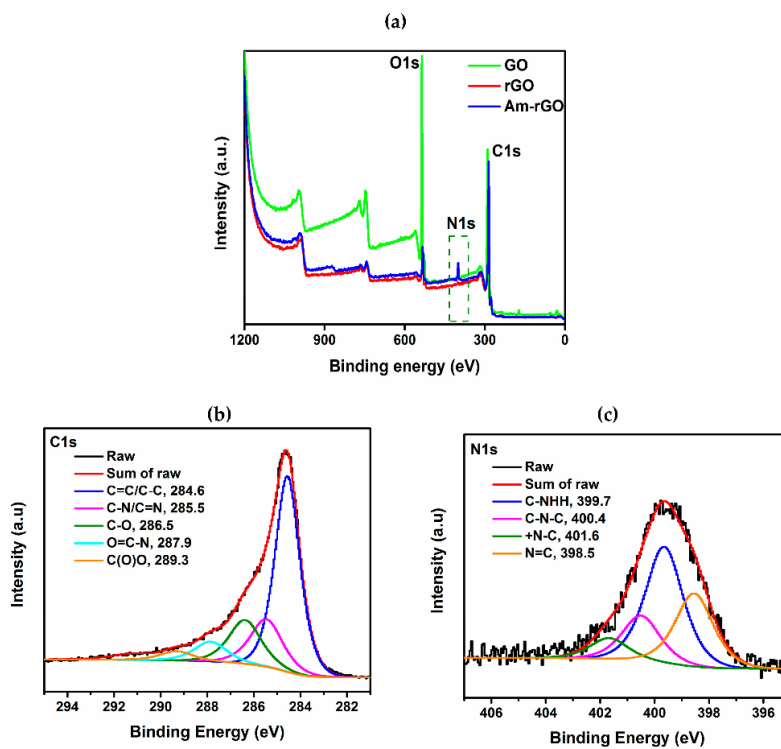 (a)
O1s
GO
rGO
Am-rGO
C1s
N1s
Intensity (a.u.)
1200 900 600 300 0
Binding energy (eV)
(b)
C1s
Raw
Sum of raw
C=C/C-C, 284.6
C-N/C=N, 285.5
C-O, 286.5
O=C-N, 287.9
C(O)O, 289.3
Intensity (a.u)
294 292 290 288 286 284 282
Binding Energy (eV)
(c)
N1s
Raw
Sum of raw
C-NHH, 399.7
C-N-C, 400.4
+N-C, 401.6
N=C, 398.5
Intensity (a.u)
406 404 402 400 398 396
Binding Energy (eV)